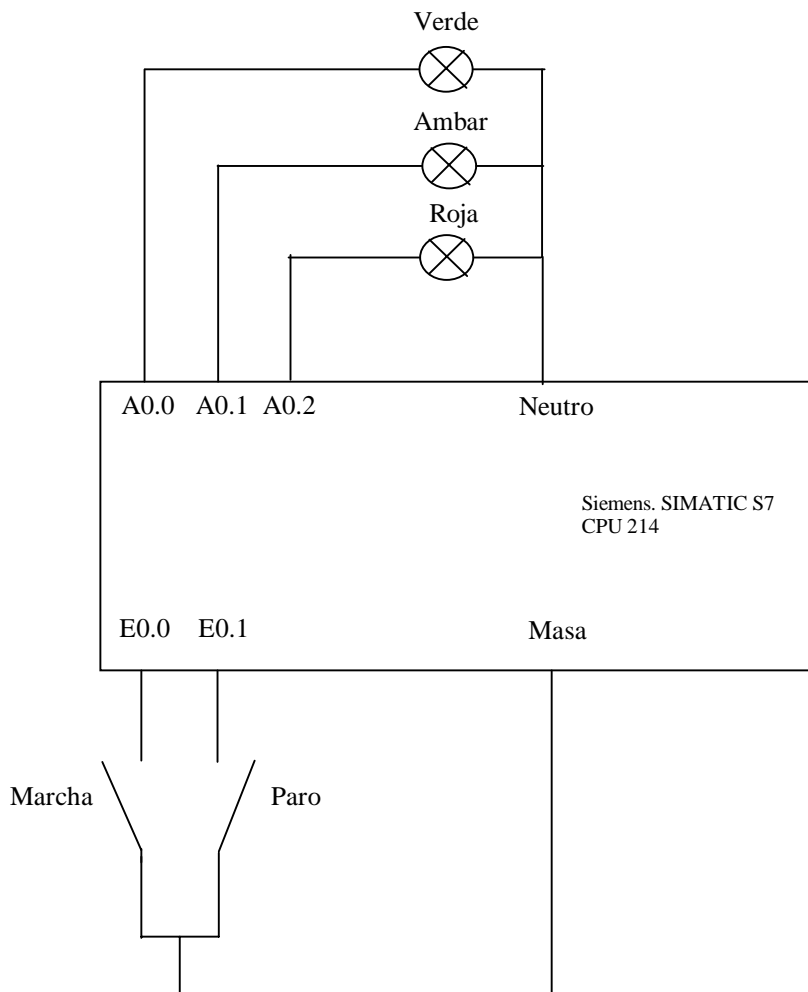 Verde
Ambar
Roja
A0.0 A0.1 A0.2 Neutro
Siemens. SIMATIC S7
CPU 214
E0.0 E0.1 Masa
Marcha Paro